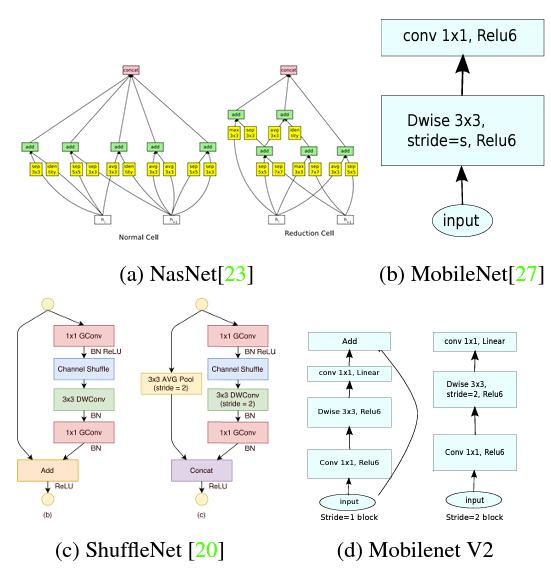 concat
add
add
add
add
add
sep
3x3
iden
tity
sep
5x5
sep
3x3
avg
3x3
iden
tity
avg
3x3
avg
3x3
sep
5x5
sep
3x3
Normal Cell
concat
add
add
max
3x3
sep
3x3
avg
3x3
iden
tity
add
add
add
sep
5x5
sep
7x7
max
3x3
sep
7x7
avg
3x3
sep
5x5
Reduction Cell
(a) NasNet[23]
conv 1x1, Relu6
Dwise 3x3,
stride=s, Relu6
input
(b) MobileNet[27]
1x1 GConv
BN ReLU
Channel Shuffle
3x3 DWConv
BN
1x1 GConv
BN
Add
ReLU
(b)
3x3 AVG Pool
(stride = 2)
1x1 GConv
BN ReLU
Channel Shuffle
3x3 DWConv
(stride = 2)
BN
1x1 GConv
BN
Concat
ReLU
(c)
(c) ShuffleNet [20]
Add
conv 1x1, Linear
Dwise 3x3, Relu6
Conv 1x1, Relu6
input
Stride=1 block
conv 1x1, Linear
Dwise 3x3,
stride=2, Relu6
Conv 1x1, Relu6
input
Stride=2 block
(d) Mobilenet V2